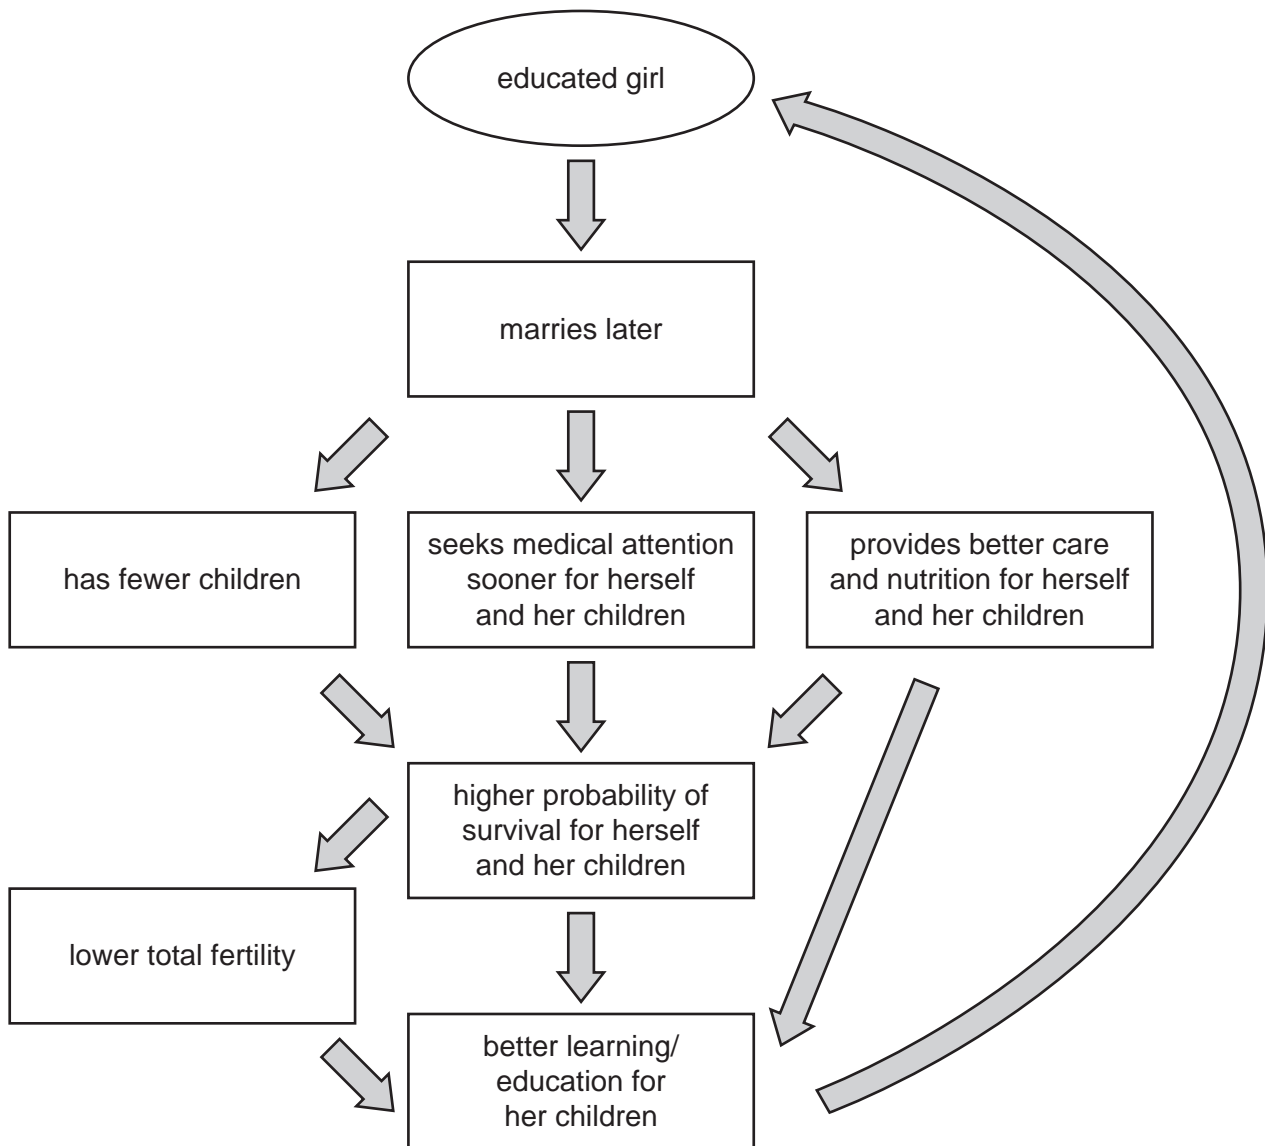 educated girl
marries later
has fewer children
seeks medical attention
sooner for herself
and her children
provides better care
and nutrition for herself
and her children
higher probability of
survival for herself
and her children
lower total fertility
better learning/
education for
her children